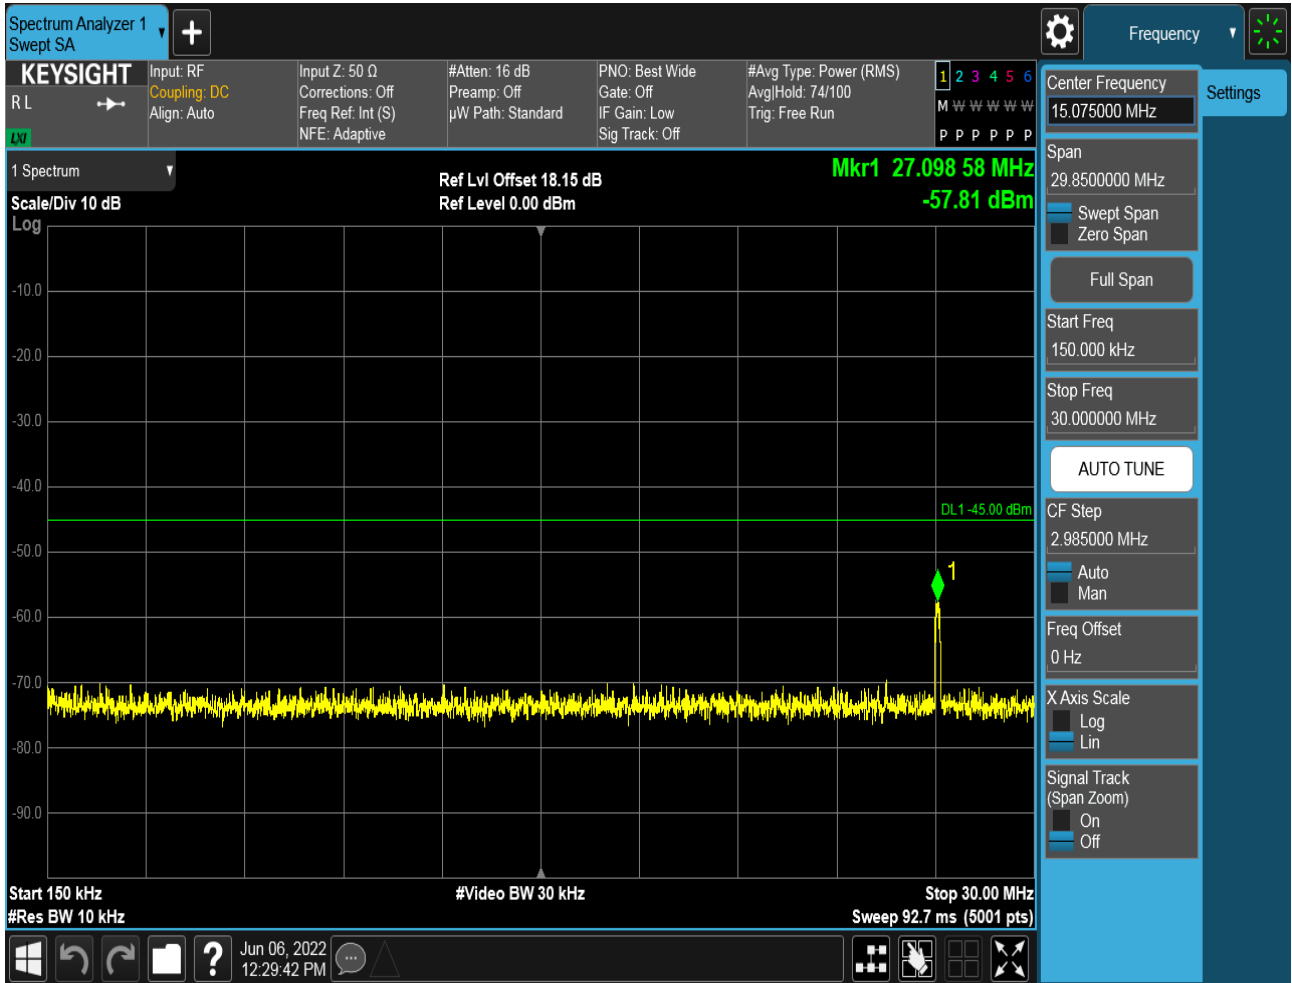 Spectrum Analyzer 1
Swept SA
Frequency
KEYSIGHT
R L
LXI
Input: RF
Coupling: DC
Align: Auto
Input Z: 50 Ω
Corrections: Off
Freq Ref: Int (S)
NFE: Adaptive
#Atten: 16 dB
Preamp: Off
µW Path: Standard
PNO: Best Wide
Gate: Off
IF Gain: Low
Sig Track: Off
#Avg Type: Power (RMS)
Avg|Hold: 74/100
Trig: Free Run
1 2 3 4 5 6
M W W W W W
P P P P P P
1 Spectrum
Scale/Div 10 dB
Log
Ref Lvl Offset 18.15 dB
Ref Level 0.00 dBm
Mkr1 27.098 58 MHz
-57.81 dBm
-10.0
-20.0
-30.0
-40.0
DL1 -45.00 dBm
-50.0
1
-60.0
-70.0
-80.0
-90.0
Start 150 kHz
#Res BW 10 kHz
#Video BW 30 kHz
Stop 30.00 MHz
Sweep 92.7 ms (5001 pts)
Center Frequency
15.075000 MHz
Settings
Span
29.8500000 MHz
Swept Span
Zero Span
Full Span
Start Freq
150.000 kHz
Stop Freq
30.000000 MHz
AUTO TUNE
CF Step
2.985000 MHz
Auto
Man
Freq Offset
0 Hz
X Axis Scale
Log
Lin
Signal Track
(Span Zoom)
On
Off
?
Jun 06, 2022
12:29:42 PM